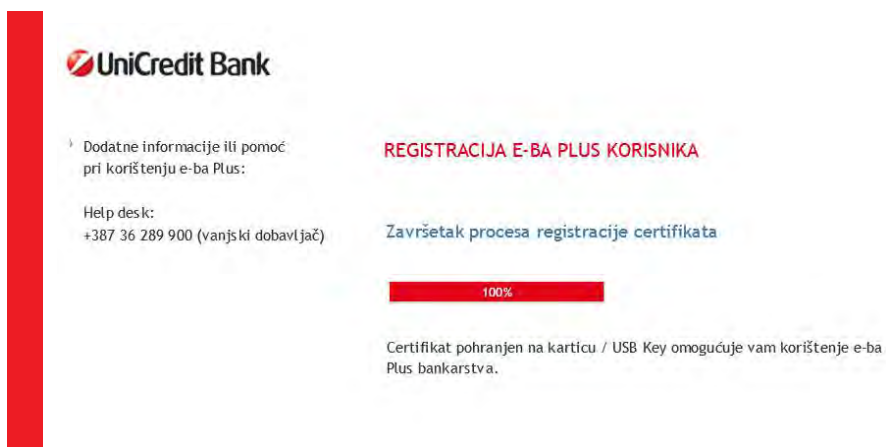 UniCredit Bank
Dodatne informacije ili pomoć
pri korištenju e-ba Plus:
Help desk:
+387 36 289 900 (vanjski dobavljač)
REGISTRACIJA E-BA PLUS KORISNIKA
Završetak procesa registracije certifikata
100%
Certifikat pohranjen na karticu / USB Key omogućuje vam korištenje e-ba
Plus bankarstva.